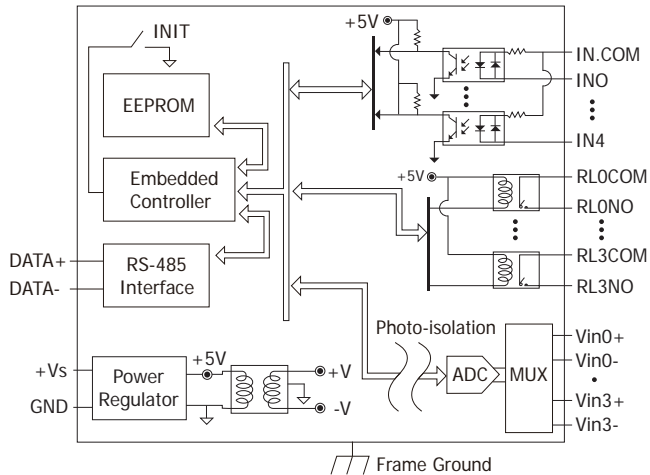 INIT
+5V
IN.COM
INO
IN4
EEPROM
Embedded
Controller
+5V
RL0COM
RL0NO
RL3COM
RL3NO
DATA+
DATA-
RS-485
Interface
Photo-isolation
+Vs
GND
Power
Regulator
+5V
+V
-V
ADC
MUX
Vin0+
Vin0-
Vin3+
Vin3-
Frame Ground